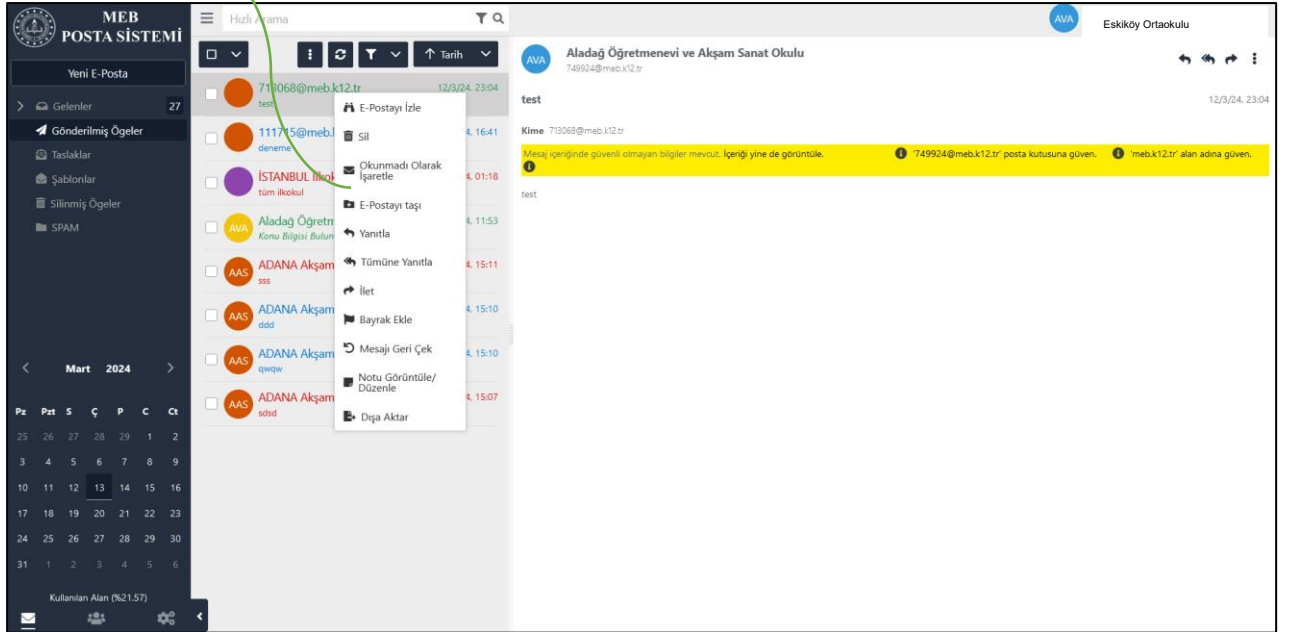 MEB
POSTA SİSTEMİ
Yeni E-Posta
Gelenler 27
Gönderilmiş Ögeler
Taslaklar
Şablonlar
Silinmiş Ögeler
SPAM
Mart 2024
Pz Pzt S Ç P C Ct
25 26 27 28 29 1 2
3 4 5 6 7 8 9
10 11 12 13 14 15 16
17 18 19 20 21 22 23
24 25 26 27 28 29 30
31 1 2 3 4 5 6
Kullanılan Alan (%21.57)
Hızlı Arama
Tarih
713068@meb.k12.tr 12/3/24, 23:04
test
111715@meb. 4, 16:41
deneme
İSTANBUL İlkok 4, 01:18
tüm ilkokul
AVA
Aladağ Öğretm 4, 11:53
Konu Bilgisi Bulun
AAS
ADANA Akşam 4, 15:11
sss
AAS
ADANA Akşam 4, 15:10
ddd
AAS
ADANA Akşam 4, 15:10
qwqw
AAS
ADANA Akşam 4, 15:07
sdsd
E-Postayı İzle
Sil
Okunmadı Olarak
İşaretle
E-Postayı taşı
Yanıtla
Tümüne Yanıtla
İlet
Bayrak Ekle
Mesajı Geri Çek
Notu Görüntüle/
Düzenle
Dışa Aktar
AVA
Eskiköy Ortaokulu
AVA
Aladağ Öğretmenevi ve Akşam Sanat Okulu
749924@meb.k12.tr
test 12/3/24, 23:04
Kime 713068@meb.k12.tr
Mesaj içeriğinde güvenli olmayan bilgiler mevcut. İçeriği yine de görüntüle. '749924@meb.k12.tr' posta kutusuna güven. 'meb.k12.tr' alan adına güven.
test